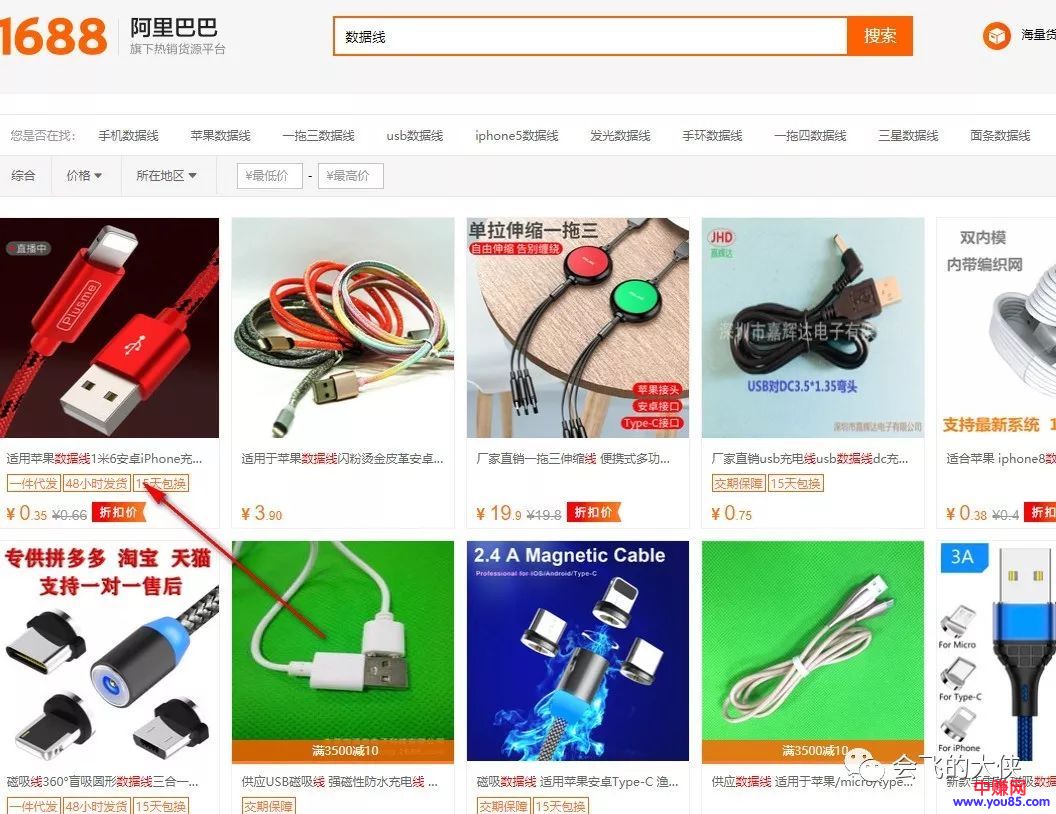 1688
阿里巴巴
旗下热销货源平台
数据线
搜索
海量货
您是否在找: 手机数据线 苹果数据线 一拖三数据线 usb数据线 iphone5数据线 发光数据线 手环数据线 一拖四数据线 三星数据线 面条数据线
综合 价格 所在地区 ¥最低价 - ¥最高价
直播中
Plusme
单拉伸缩一拖三
自由伸缩 告别缠绕
苹果接头
安卓接口
Type-C接口
JHD
嘉辉达
深圳市嘉辉达电子有限
USB对DC3.5*1.35弯头
深圳市嘉辉达电子有限公司
双内模
内带编织网
支持最新系统 1
适用苹果数据线1米6安卓iPhone充...
一件代发 48小时发货 15天包换
¥ 0.35 ¥0.66 折扣价
适用于苹果数据线闪粉烫金皮革安卓...
¥ 3.90
厂家直销一拖三伸缩线 便携式多功...
¥ 19.9 ¥19.8 折扣价
厂家直销usb充电线usb数据线dc充...
交期保障 15天包换
¥ 0.75
适合苹果 iphone8数
¥ 0.38 ¥0.4 折扣
专供拼多多 淘宝 天猫
支持一对一售后
满3500减10
2.4 A Magnetic Cable
Professional for IOS/Android/Type-C
满3500减10
3A
For Micro
For Type-C
For iPhone
磁吸线360°盲吸圆形数据线三合一...
一件代发 48小时发货 15天包换
供应USB磁吸线 强磁性防水充电线 ...
交期保障
磁吸数据线 适用苹果安卓Type-C 渔...
交期保障 15天包换
供应数据线 适用于苹果/micro/type...
会飞的大侠
中赚网
www.you85.com